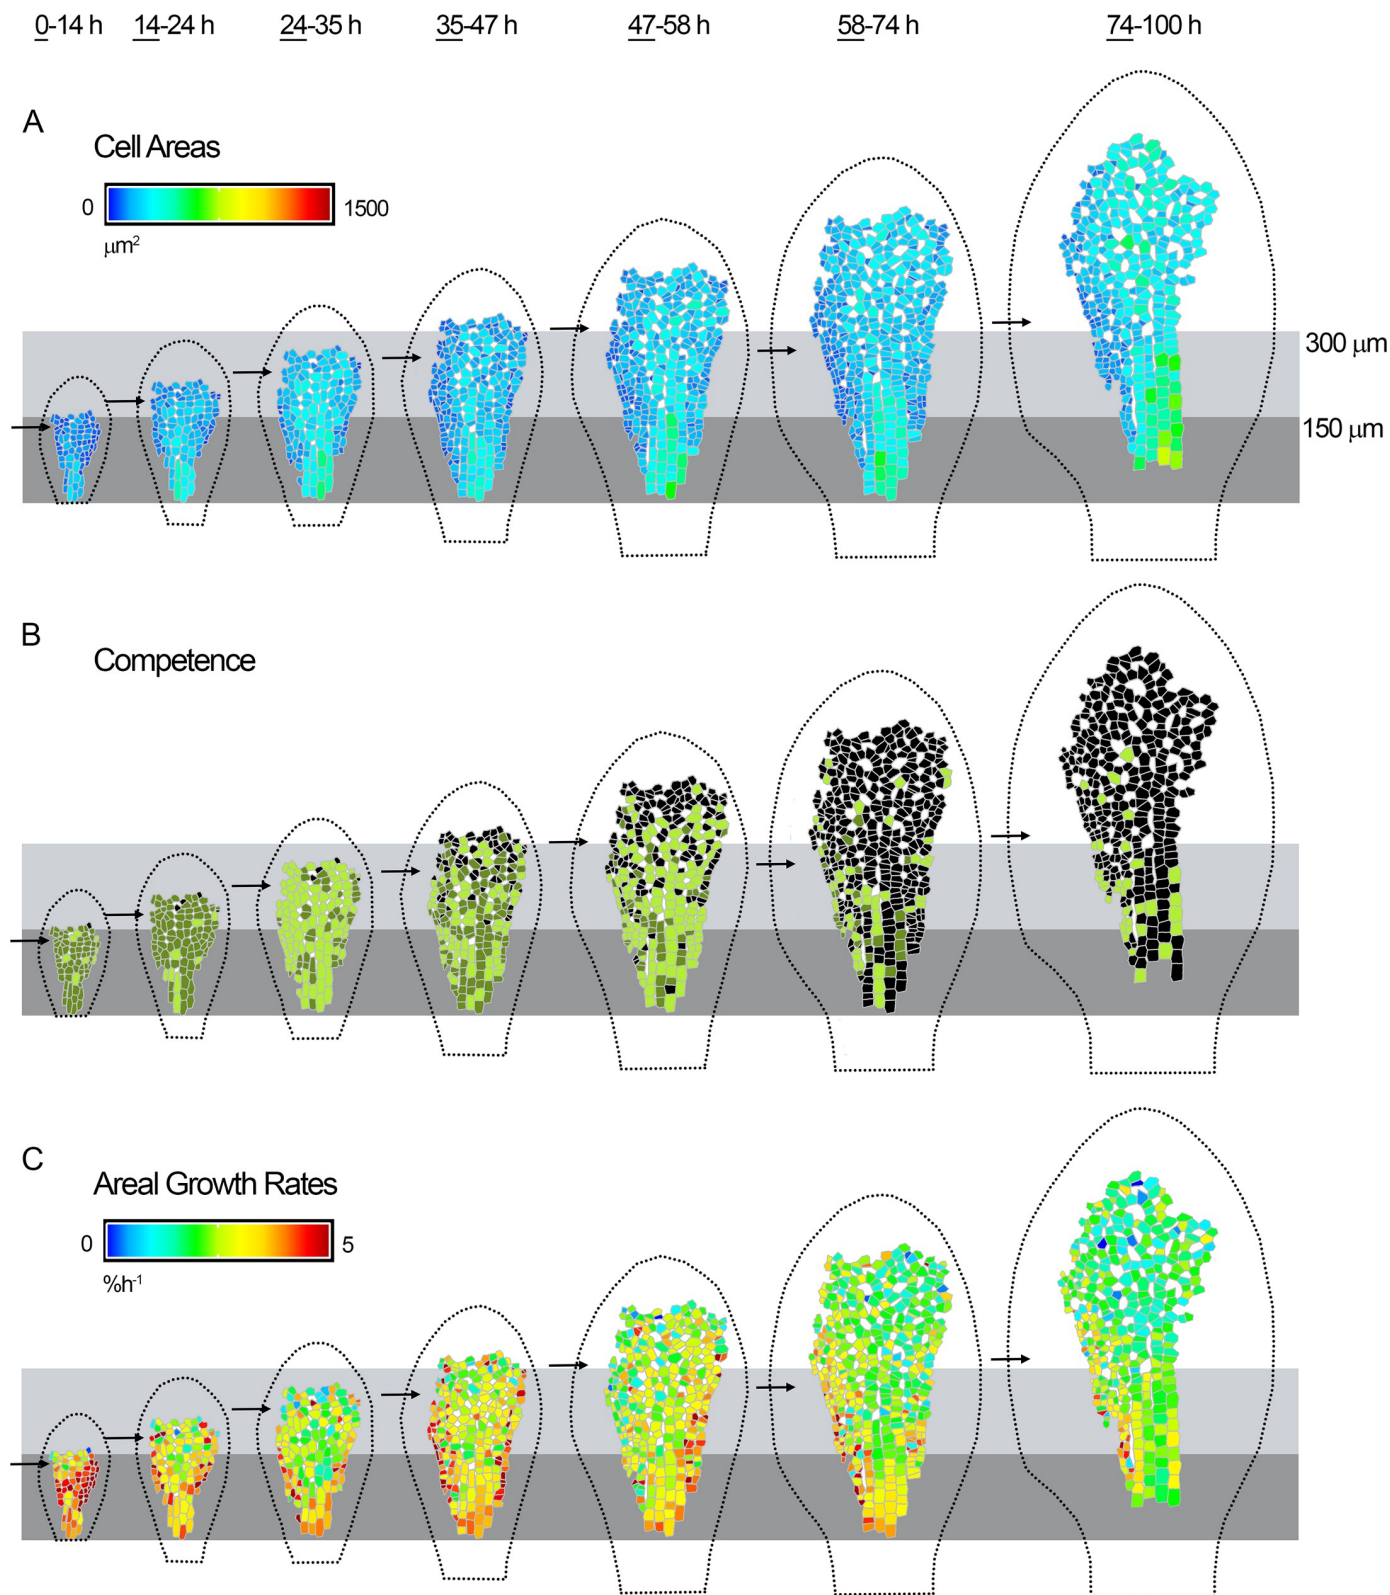 0-14 h 14-24 h 24-35 h 35-47 h 47-58 h 58-74 h 74-100 h
A
Cell Areas
0 1500
μm²
300 μm
150 μm
B
Competence
C
Areal Growth Rates
0 5
%h⁻¹